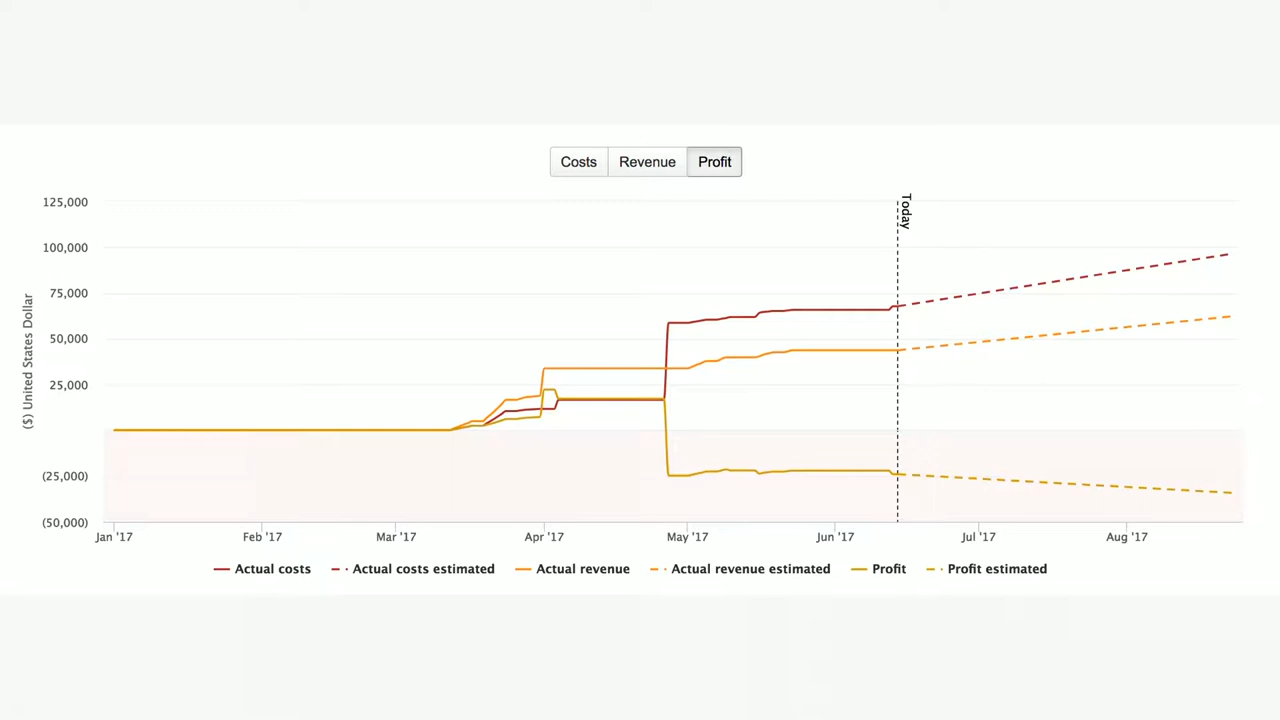 Costs Revenue Profit
Today
125,000
100,000
75,000
50,000
25,000
(25,000)
(50,000)
($) United States Dollar
Jan '17 Feb '17 Mar '17 Apr '17 May '17 Jun '17 Jul '17 Aug '17
Actual costs Actual costs estimated Actual revenue Actual revenue estimated Profit Profit estimated